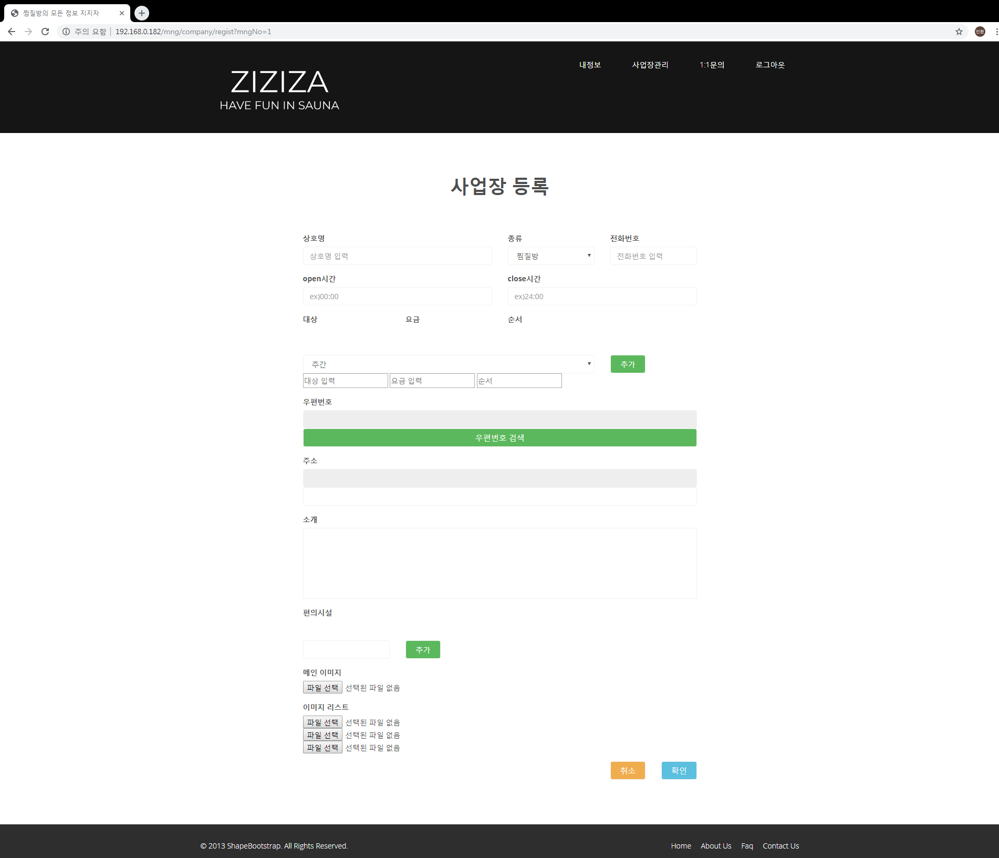 찜질방의 모든 정보 지지자
주의 요함 192.168.0.182/mng/company/regist?mngNo=1
인환
내정보 사업장관리 1:1문의 로그아웃
ZIZIZA
HAVE FUN IN SAUNA
사업장 등록
상호명 종류 전화번호
상호명 입력 찜질방 전화번호 입력
open시간 close시간
ex)00:00 ex)24:00
대상 요금 순서
주간 추가
대상 입력 요금 입력 순서
우편번호
우편번호 검색
주소
소개
편의시설
추가
메인 이미지
파일 선택 선택된 파일 없음
이미지 리스트
파일 선택 선택된 파일 없음
파일 선택 선택된 파일 없음
파일 선택 선택된 파일 없음
취소 확인
© 2013 ShapeBootstrap. All Rights Reserved. Home About Us Faq Contact Us